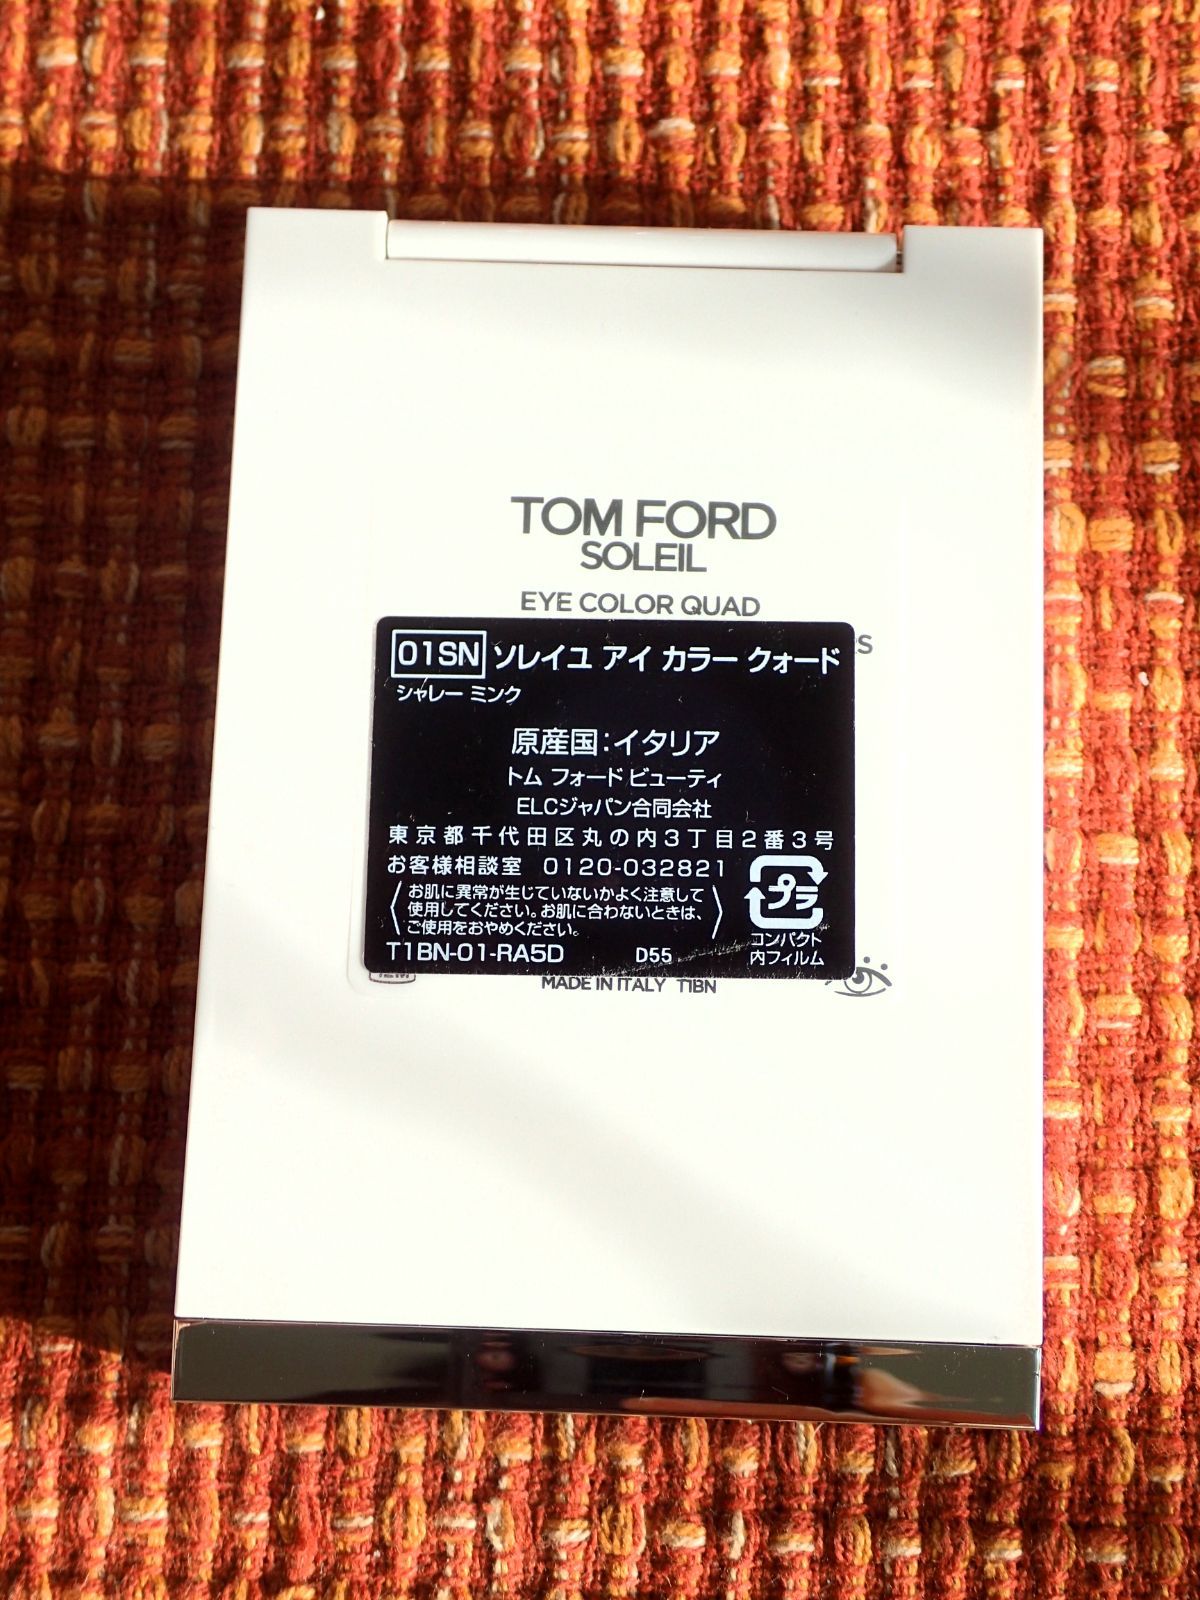 TOM FORD
SOLEIL
EYE COLOR QUAD
01SN ソレイユ アイ カラー クォード
シャレー ミンク
原産国:イタリア
トム フォード ビューティ
ELCジャパン合同会社
東京都千代田区丸の内3丁目2番3号
お客様相談室 0120-032821
お肌に異常が生じていないかよく注意して
使用してください。お肌に合わないときは、
ご使用をおやめください。
プラ
コンパクト
内フィルム
T1BN-01-RA5D D55
MADE IN ITALY T1BN